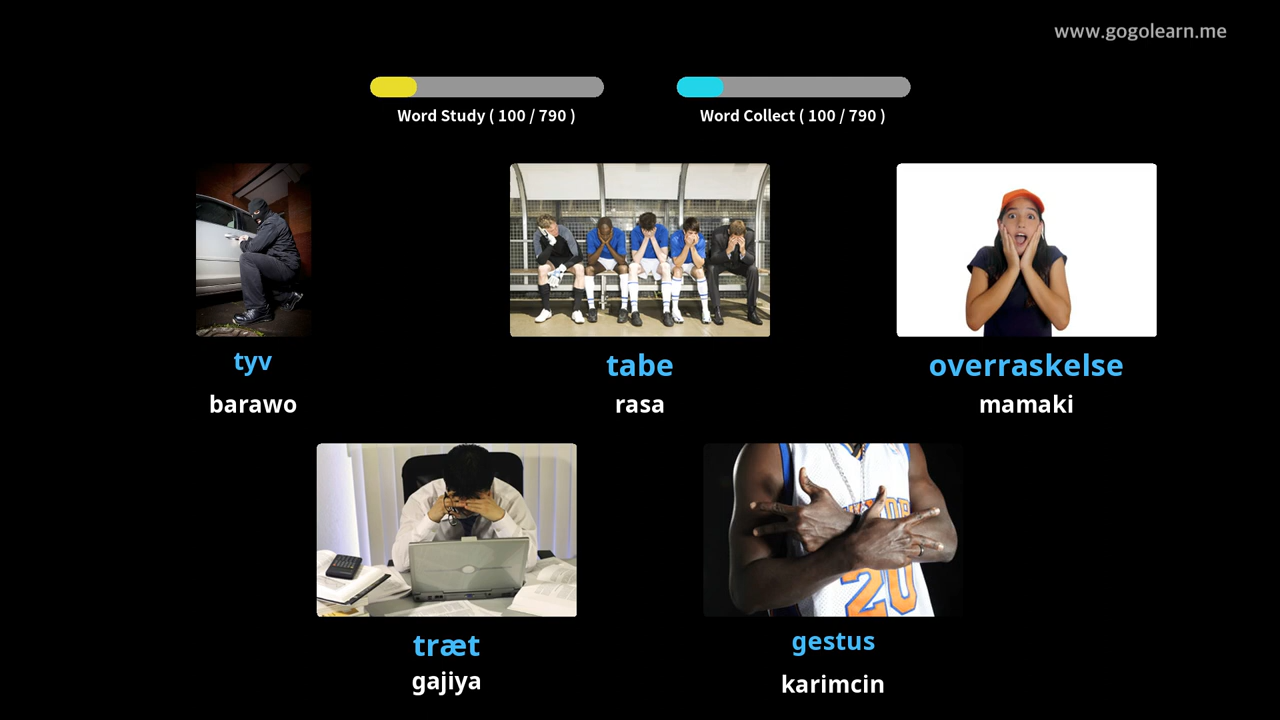 www.gogolearn.me
Word Study ( 100 / 790 )
Word Collect ( 100 / 790 )
tyv
barawo
tabe
rasa
overraskelse
mamaki
træt
gajiya
gestus
karimcin
20